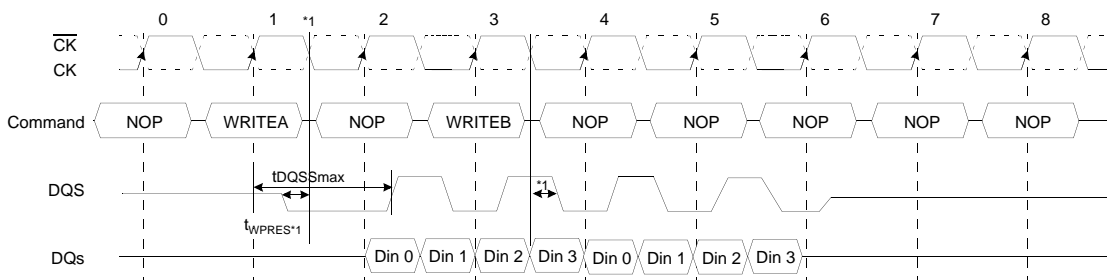 0 1 *1 2 3 4 5 6 7 8
CK
CK
Command NOP WRITEA NOP WRITEB NOP NOP NOP NOP NOP
DQS tDQSSmax *1
tWPRES*1
DQs Din 0 Din 1 Din 2 Din 3 Din 0 Din 1 Din 2 Din 3